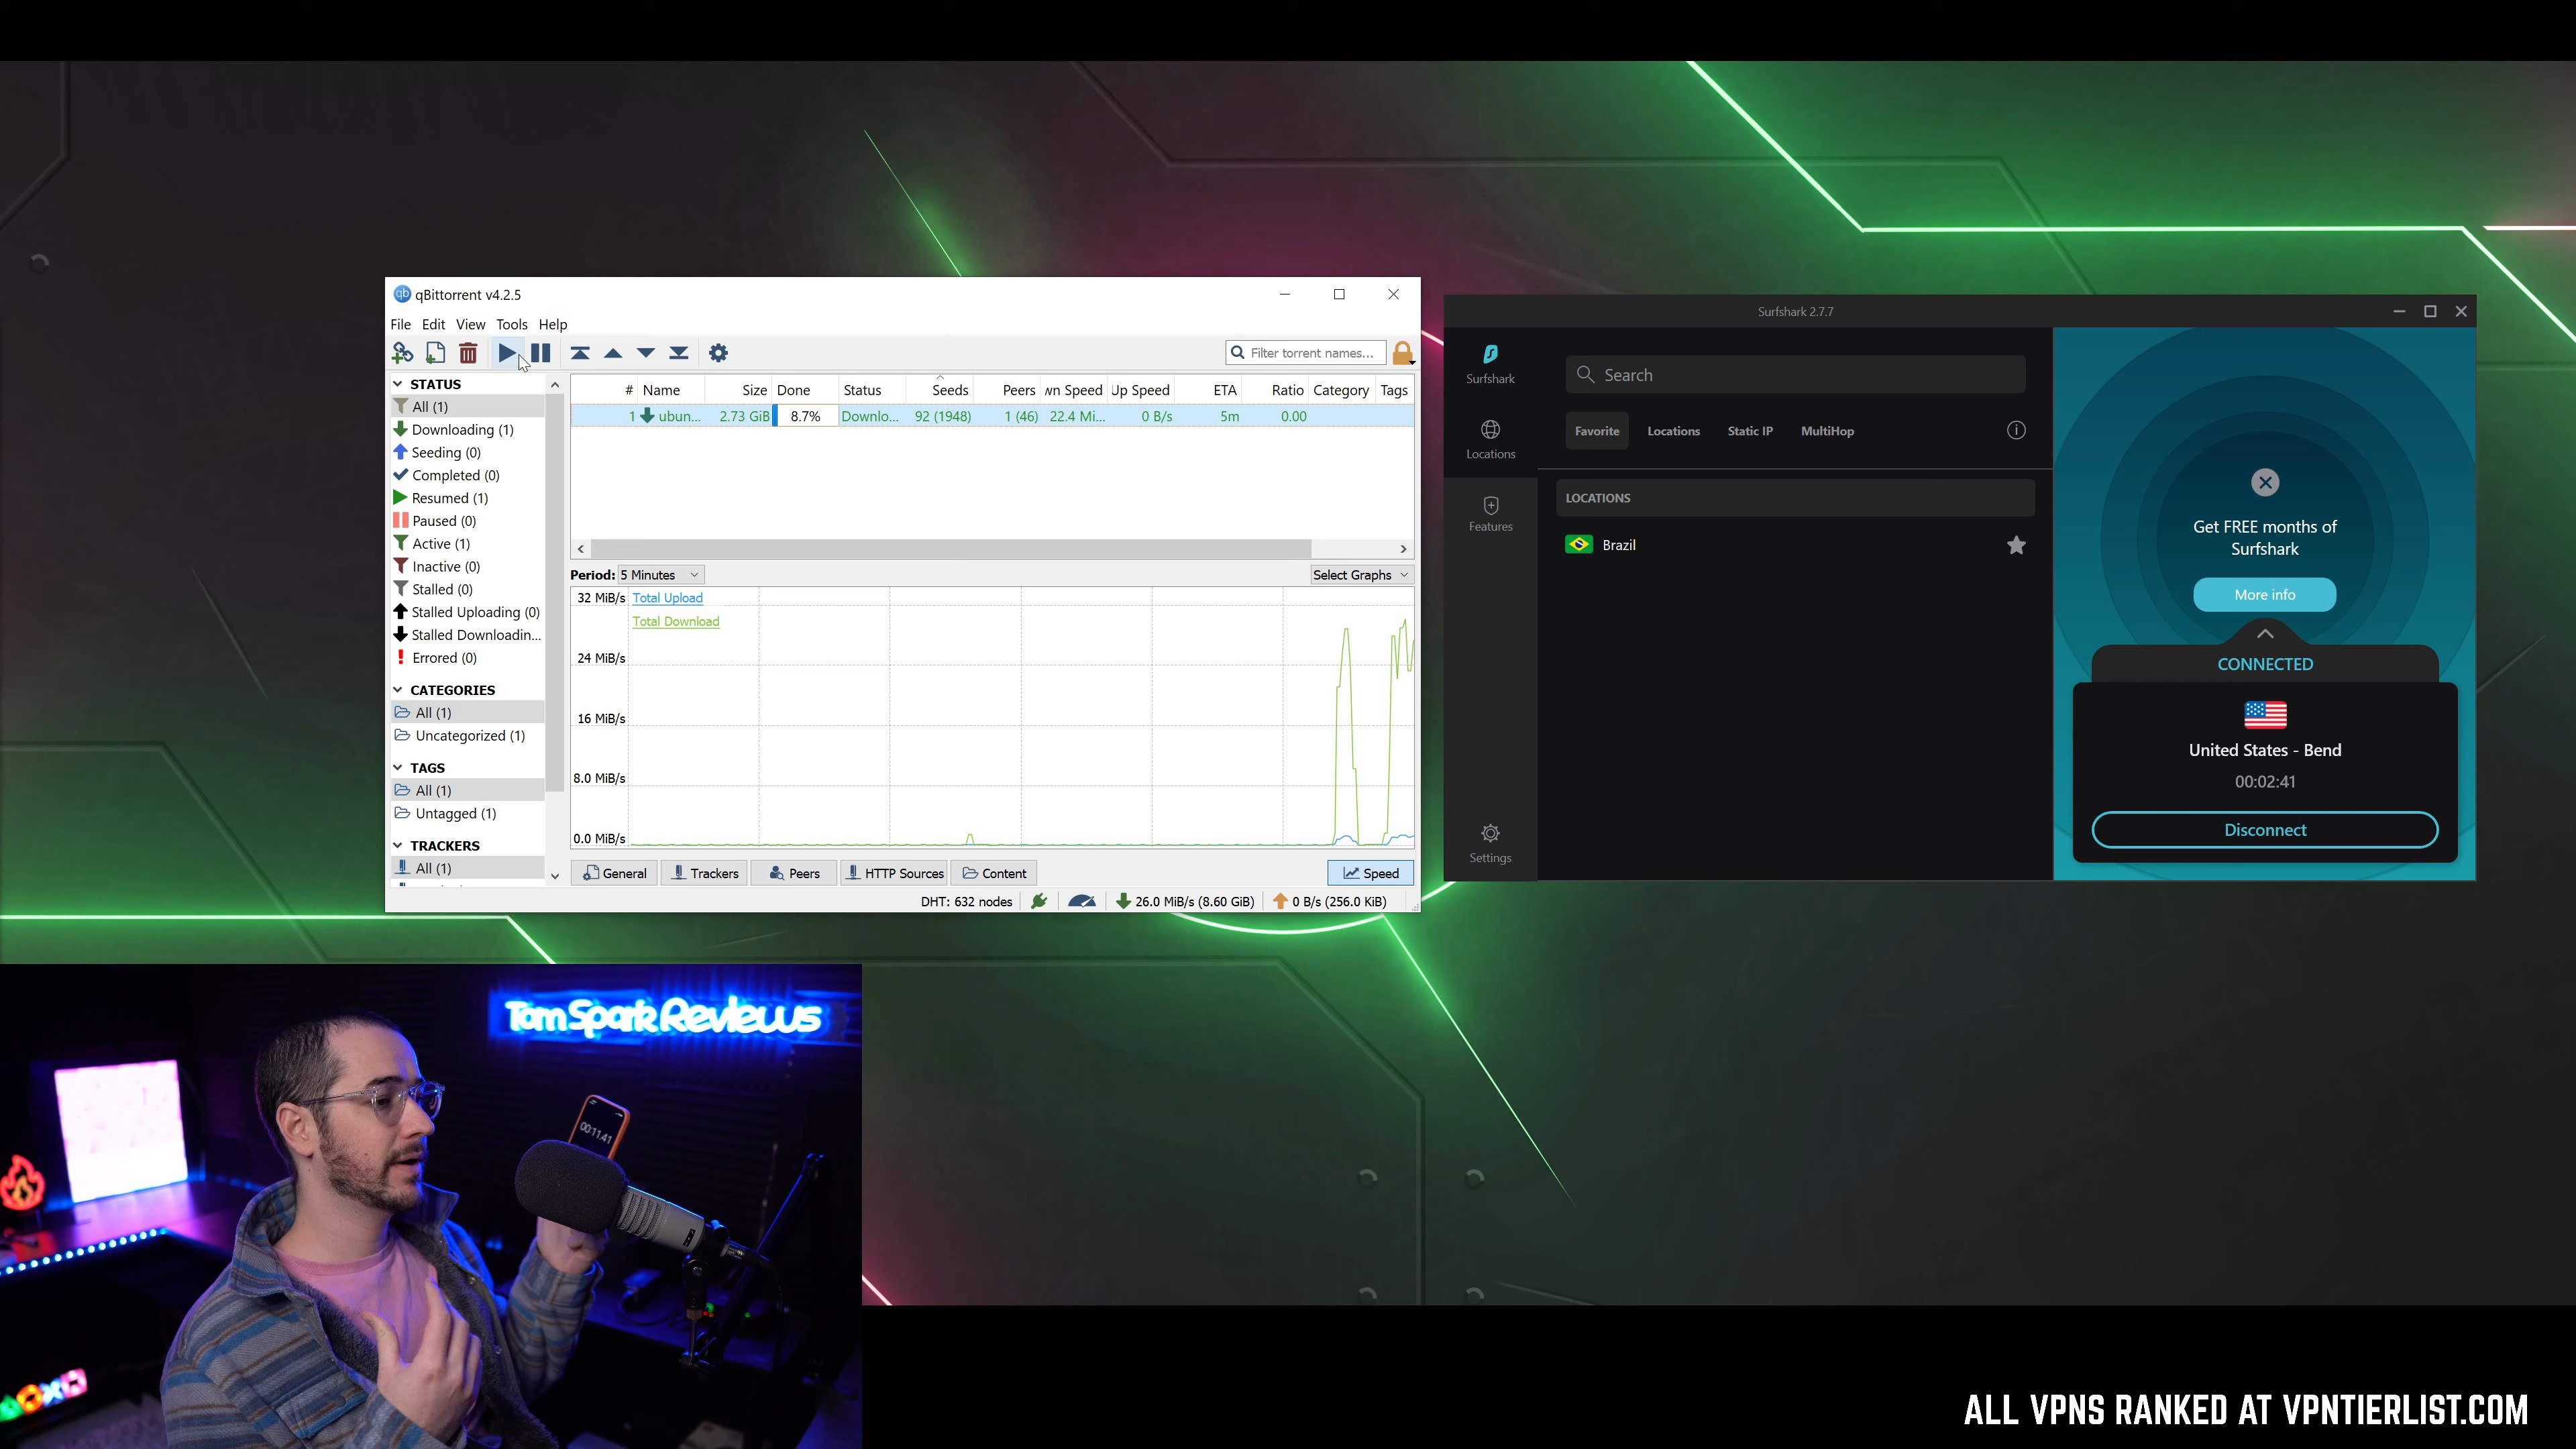 qBittorrent v4.2.5
File Edit View Tools Help
Filter torrent names...
STATUS
All (1)
Downloading (1)
Seeding (0)
Completed (0)
Resumed (1)
Paused (0)
Active (1)
Inactive (0)
Stalled (0)
Stalled Uploading (0)
Stalled Downloadin...
Errored (0)
CATEGORIES
All (1)
Uncategorized (1)
TAGS
All (1)
Untagged (1)
TRACKERS
All (1)
# Name Size Done Status Seeds Peers wn Speed Up Speed ETA Ratio Category Tags
1 ubun... 2.73 GiB 8.7% Downlo... 92 (1948) 1 (46) 22.4 Mi... 0 B/s 5m 0.00
Period: 5 Minutes Select Graphs
32 MiB/s Total Upload
Total Download
24 MiB/s
16 MiB/s
8.0 MiB/s
0.0 MiB/s
General Trackers Peers HTTP Sources Content Speed
DHT: 632 nodes 26.0 MiB/s (8.60 GiB) 0 B/s (256.0 KiB)
Surfshark 2.7.7
Surfshark
Locations
Features
Settings
Search
Favorite Locations Static IP MultiHop
LOCATIONS
Brazil
Get FREE months of
Surfshark
More info
CONNECTED
United States - Bend
00:02:41
Disconnect
Tom Spark Reviews
00:11.41
ALL VPNS RANKED AT VPNTIERLIST.COM